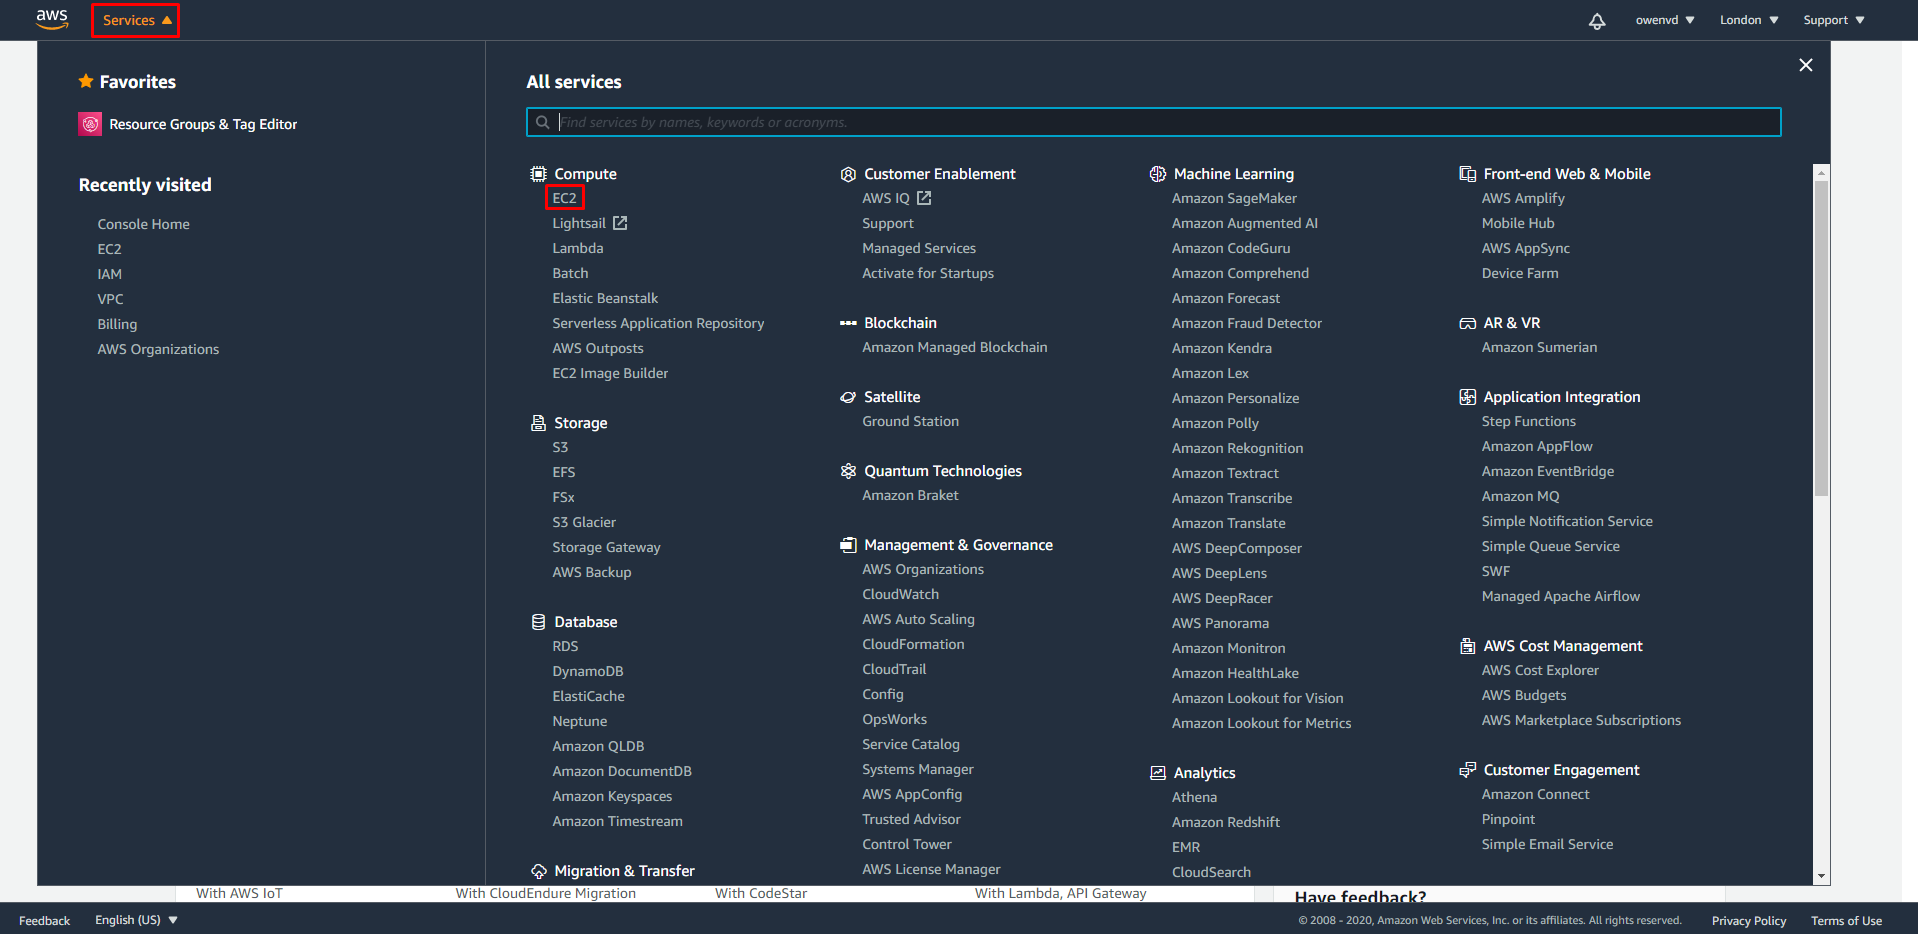 aws
Services
owenvd
London
Support
Favorites
Resource Groups & Tag Editor
Recently visited
Console Home
EC2
IAM
VPC
Billing
AWS Organizations
All services
Find services by names, keywords or acronyms.
Compute
EC2
Lightsail
Lambda
Batch
Elastic Beanstalk
Serverless Application Repository
AWS Outposts
EC2 Image Builder
Storage
S3
EFS
FSx
S3 Glacier
Storage Gateway
AWS Backup
Database
RDS
DynamoDB
ElastiCache
Neptune
Amazon QLDB
Amazon DocumentDB
Amazon Keyspaces
Amazon Timestream
Migration & Transfer
Customer Enablement
AWS IQ
Support
Managed Services
Activate for Startups
Blockchain
Amazon Managed Blockchain
Satellite
Ground Station
Quantum Technologies
Amazon Braket
Management & Governance
AWS Organizations
CloudWatch
AWS Auto Scaling
CloudFormation
CloudTrail
Config
OpsWorks
Service Catalog
Systems Manager
AWS AppConfig
Trusted Advisor
Control Tower
AWS License Manager
Machine Learning
Amazon SageMaker
Amazon Augmented AI
Amazon CodeGuru
Amazon Comprehend
Amazon Forecast
Amazon Fraud Detector
Amazon Kendra
Amazon Lex
Amazon Personalize
Amazon Polly
Amazon Rekognition
Amazon Textract
Amazon Transcribe
Amazon Translate
AWS DeepComposer
AWS DeepLens
AWS DeepRacer
AWS Panorama
Amazon Monitron
Amazon HealthLake
Amazon Lookout for Vision
Amazon Lookout for Metrics
Analytics
Athena
Amazon Redshift
EMR
CloudSearch
Front-end Web & Mobile
AWS Amplify
Mobile Hub
AWS AppSync
Device Farm
AR & VR
Amazon Sumerian
Application Integration
Step Functions
Amazon AppFlow
Amazon EventBridge
Amazon MQ
Simple Notification Service
Simple Queue Service
SWF
Managed Apache Airflow
AWS Cost Management
AWS Cost Explorer
AWS Budgets
AWS Marketplace Subscriptions
Customer Engagement
Amazon Connect
Pinpoint
Simple Email Service
With AWS IoT
With CloudEndure Migration
With CodeStar
With Lambda, API Gateway
Have feedback?
Feedback
English (US)
© 2008 - 2020, Amazon Web Services, Inc. or its affiliates. All rights reserved.
Privacy Policy
Terms of Use